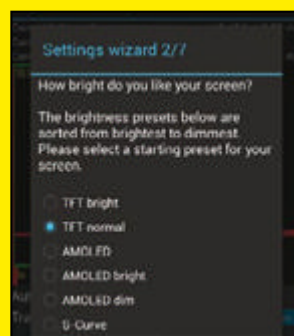 Settings wizard 2/7
How bright do you like your screen?
The brightness presets below are
sorted from brightest to dimmest.
Please select a starting preset for your
screen.
TFT bright
TFT normal
AMOLED
AMOLED bright
AMOLED dim
S-Curve